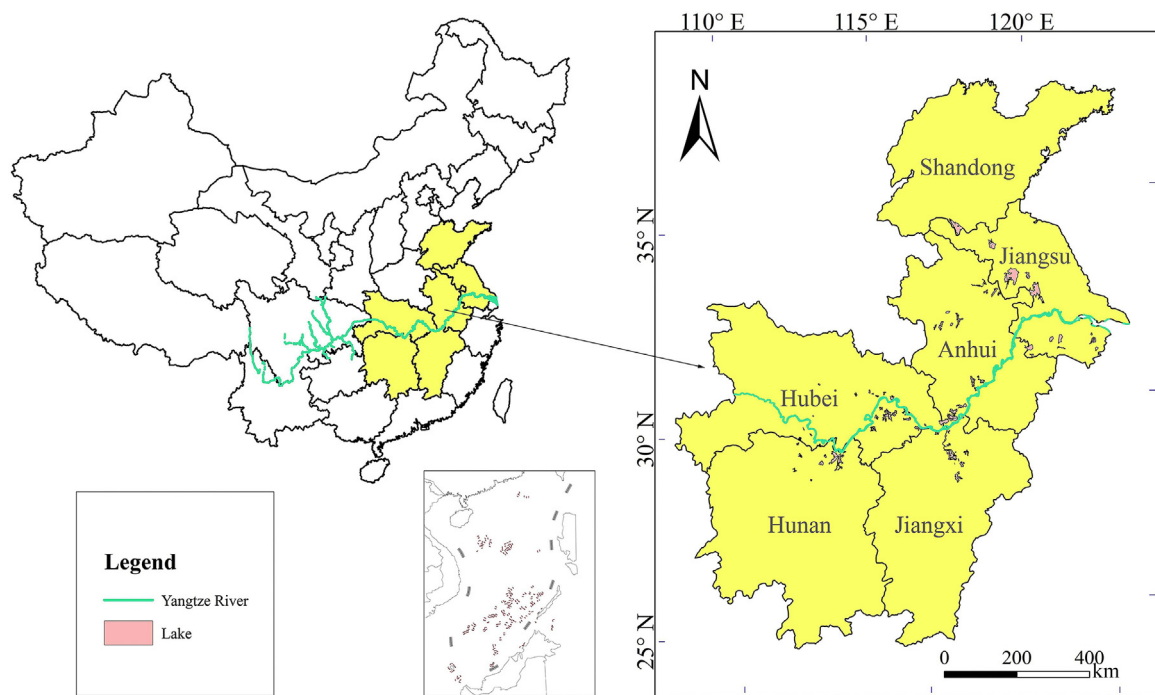 110° E 115° E 120° E
N
Shandong
35° N
Jiangsu
Anhui
Hubei
30° N
Hunan
Jiangxi
25° N
0 200 400
km
Legend
Yangtze River
Lake